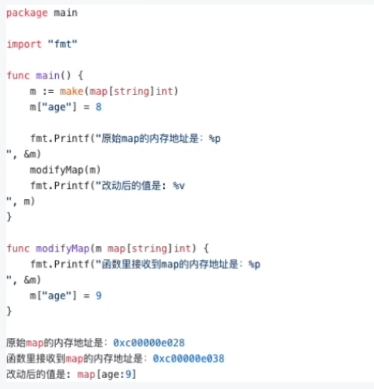 package main
import "fmt"
func main() {
m := make(map[string]int)
m["age"] = 8
fmt.Printf("原始map的内存地址是：%p
", &m)
modifyMap(m)
fmt.Printf("改动后的值是: %v
", m)
}
func modifyMap(m map[string]int) {
fmt.Printf("函数里接收到map的内存地址是：%p
", &m)
m["age"] = 9
}
原始map的内存地址是：0xc00000e028
函数里接收到map的内存地址是：0xc00000e038
改动后的值是: map[age:9]